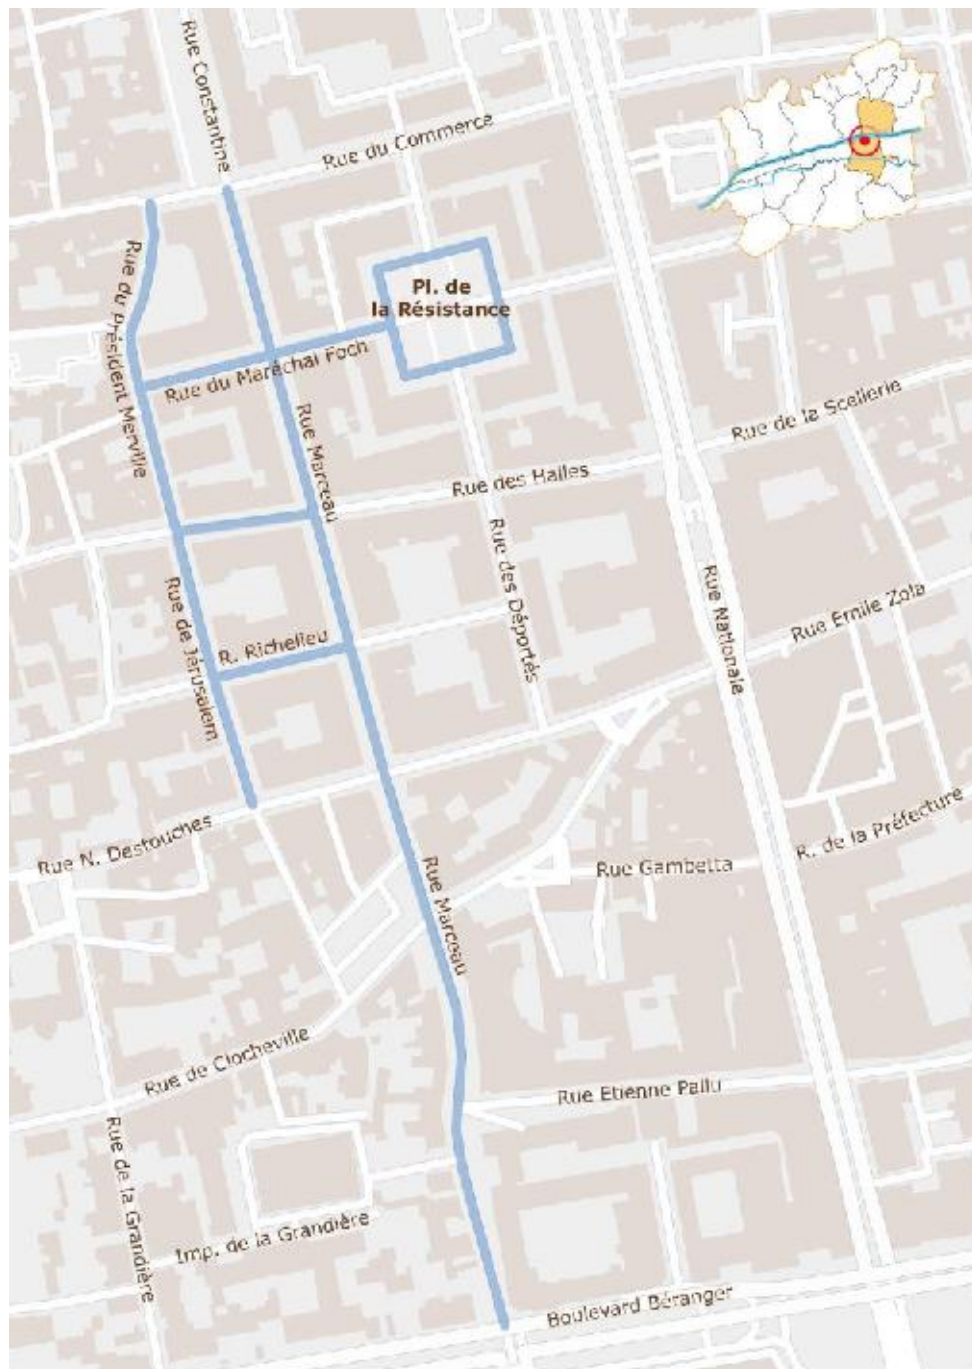 Rue Constantine
Rue du Commerce
Rue du Président Merville
Pl. de
la Résistance
Rue du Maréchal Foch
Rue Marceau
Rue de la Scellerie
Rue des Halles
Rue des Déportés
Rue de Jérusalem
R. Richelieu
Rue Nationale
Rue Emile Zola
Rue N. Destouches
R. de la Préfecture
Rue Gambetta
Rue Marceau
Rue de Clocheville
Rue Etienne Pallu
Rue de la Grandière
Imp. de la Grandière
Boulevard Béranger